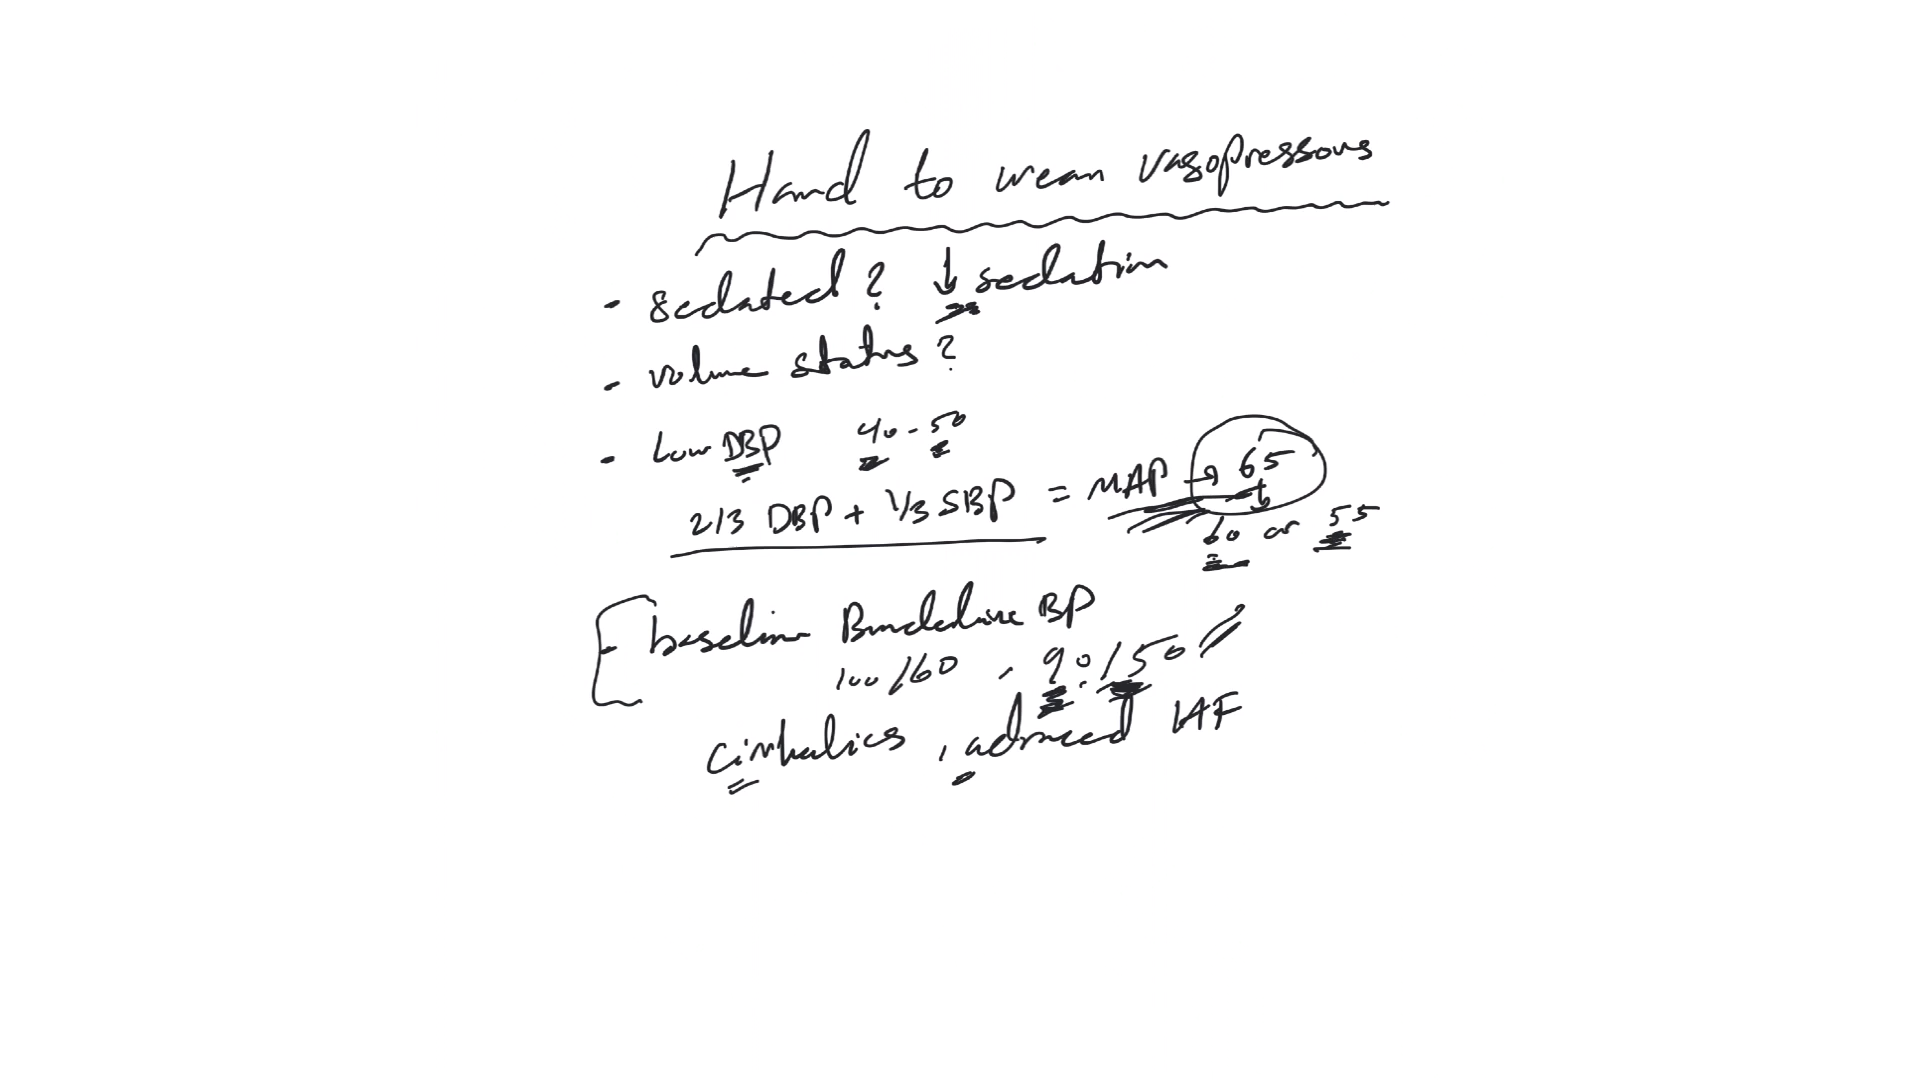 Hard to wean vasopressors
- sedated? ↓ sedation
- volume status?
- Low DBP 40-50
2/3 DBP + 1/3 SBP = MAP → 65
↓
60 or 55
- baseline Borderline BP
100/60, 90/50
cirrhotics, advanced HF